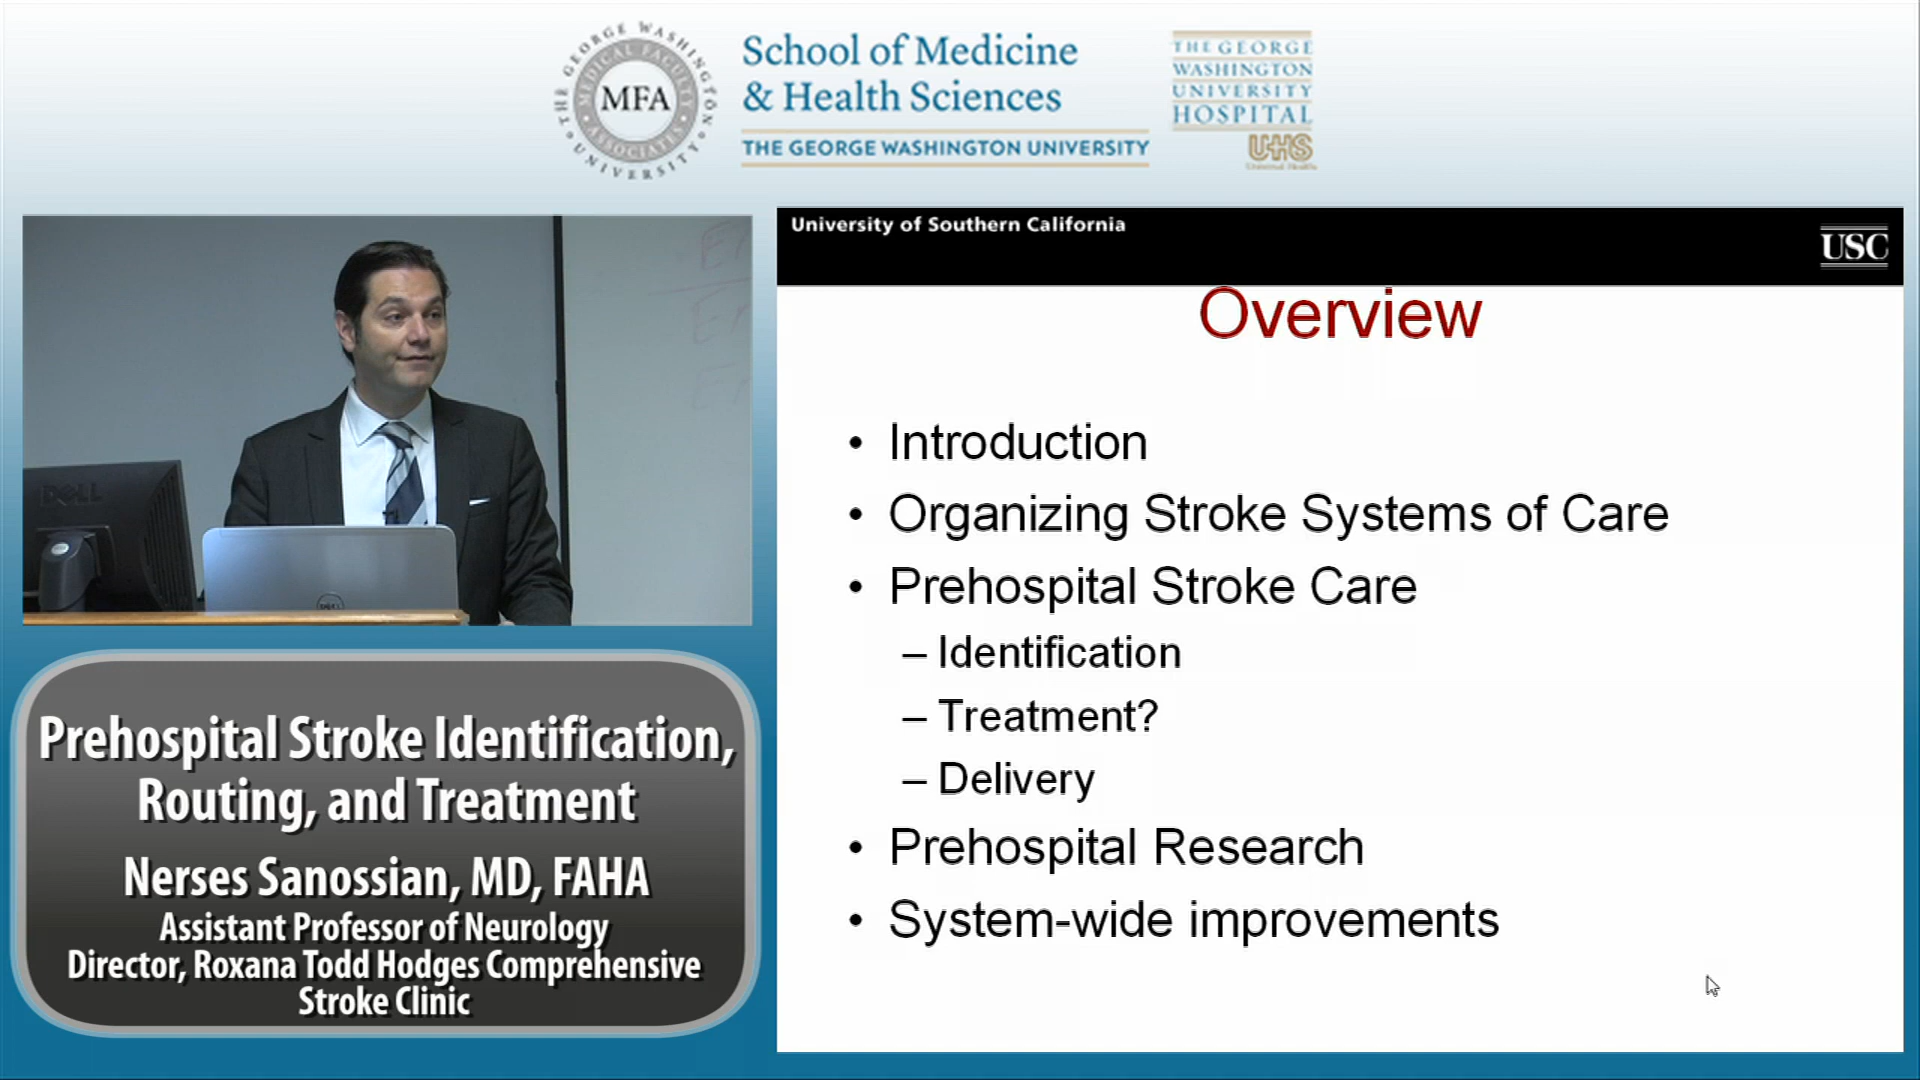 THE GEORGE WASHINGTON UNIVERSITY
MEDICAL FACULTY ASSOCIATES
MFA
School of Medicine
& Health Sciences
THE GEORGE WASHINGTON UNIVERSITY
THE GEORGE
WASHINGTON
UNIVERSITY
HOSPITAL
UHS
University of Southern California
USC
Overview
• Introduction
• Organizing Stroke Systems of Care
• Prehospital Stroke Care
– Identification
– Treatment?
– Delivery
• Prehospital Research
• System-wide improvements
DELL
DELL
Prehospital Stroke Identification,
Routing, and Treatment
Nerses Sanossian, MD, FAHA
Assistant Professor of Neurology
Director, Roxana Todd Hodges Comprehensive
Stroke Clinic